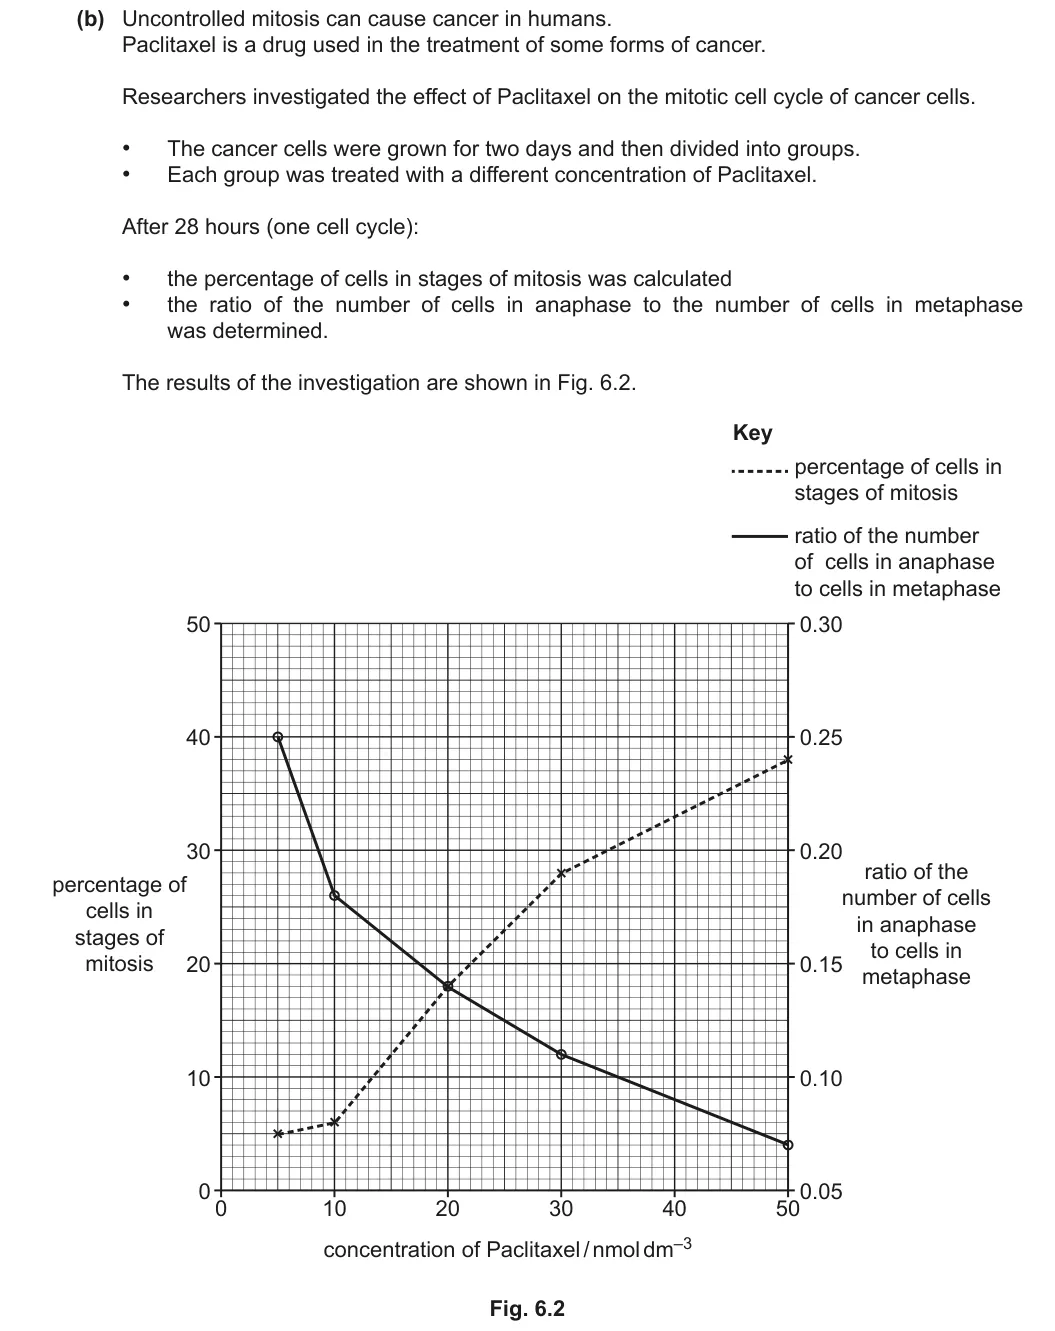 (b) Uncontrolled mitosis can cause cancer in humans.
Paclitaxel is a drug used in the treatment of some forms of cancer.
Researchers investigated the effect of Paclitaxel on the mitotic cell cycle of cancer cells.
• The cancer cells were grown for two days and then divided into groups.
• Each group was treated with a different concentration of Paclitaxel.
After 28 hours (one cell cycle):
• the percentage of cells in stages of mitosis was calculated
• the ratio of the number of cells in anaphase to the number of cells in metaphase
was determined.
The results of the investigation are shown in Fig. 6.2.
Key
percentage of cells in
stages of mitosis
ratio of the number
of cells in anaphase
to cells in metaphase
50
40
30
20
10
0
percentage of
cells in
stages of
mitosis
0.30
0.25
0.20
0.15
0.10
0.05
ratio of the
number of cells
in anaphase
to cells in
metaphase
0 10 20 30 40 50
concentration of Paclitaxel / nmol dm⁻³
Fig. 6.2